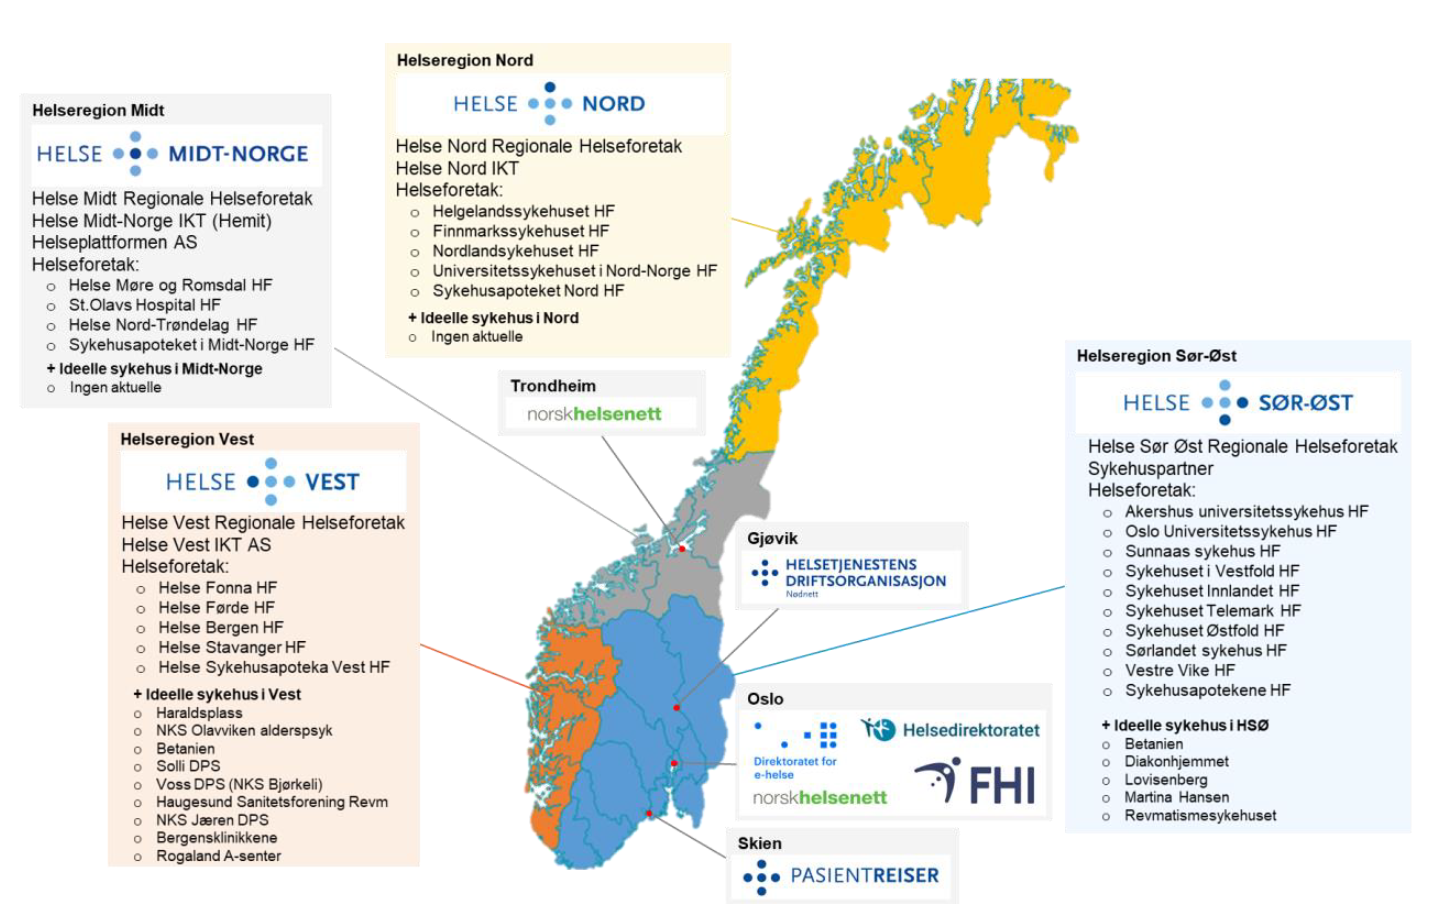 Helseregion Nord
HELSE NORD
Helse Nord Regionale Helseforetak
Helse Nord IKT
Helseforetak:
o Helgelandssykehuset HF
o Finnmarkssykehuset HF
o Nordlandsykehuset HF
o Universitetssykehuset i Nord-Norge HF
o Sykehusapoteket Nord HF
+ Ideelle sykehus i Nord
o Ingen aktuelle
Helseregion Midt
HELSE MIDT-NORGE
Helse Midt Regionale Helseforetak
Helse Midt-Norge IKT (Hemit)
Helseplattformen AS
Helseforetak:
o Helse Møre og Romsdal HF
o St.Olavs Hospital HF
o Helse Nord-Trøndelag HF
o Sykehusapoteket i Midt-Norge HF
+ Ideelle sykehus i Midt-Norge
o Ingen aktuelle
Trondheim
norskhelsenett
Helseregion Vest
HELSE VEST
Helse Vest Regionale Helseforetak
Helse Vest IKT AS
Helseforetak:
o Helse Fonna HF
o Helse Førde HF
o Helse Bergen HF
o Helse Stavanger HF
o Helse Sykehusapoteka Vest HF
+ Ideelle sykehus i Vest
o Haraldsplass
o NKS Olavviken alderspsyk
o Betanien
o Solli DPS
o Voss DPS (NKS Bjørkeli)
o Haugesund Sanitetsforening Revm
o NKS Jæren DPS
o Bergensklinikkene
o Rogaland A-senter
Helseregion Sør-Øst
HELSE SØR-ØST
Helse Sør Øst Regionale Helseforetak
Sykehuspartner
Helseforetak:
o Akershus universitetssykehus HF
o Oslo Universitetssykehus HF
o Sunnaas sykehus HF
o Sykehuset i Vestfold HF
o Sykehuset Innlandet HF
o Sykehuset Telemark HF
o Sykehuset Østfold HF
o Sørlandet sykehus HF
o Vestre Vike HF
o Sykehusapotekene HF
+ Ideelle sykehus i HSØ
o Betanien
o Diakonhjemmet
o Lovisenberg
o Martina Hansen
o Revmatismesykehuset
Gjøvik
HELSETJENESTENS
DRIFTSORGANISASJON
Nødnett
Oslo
Helsedirektoratet
Direktoratet for
e-helse
FHI
norskhelsenett
Skien
PASIENTREISER